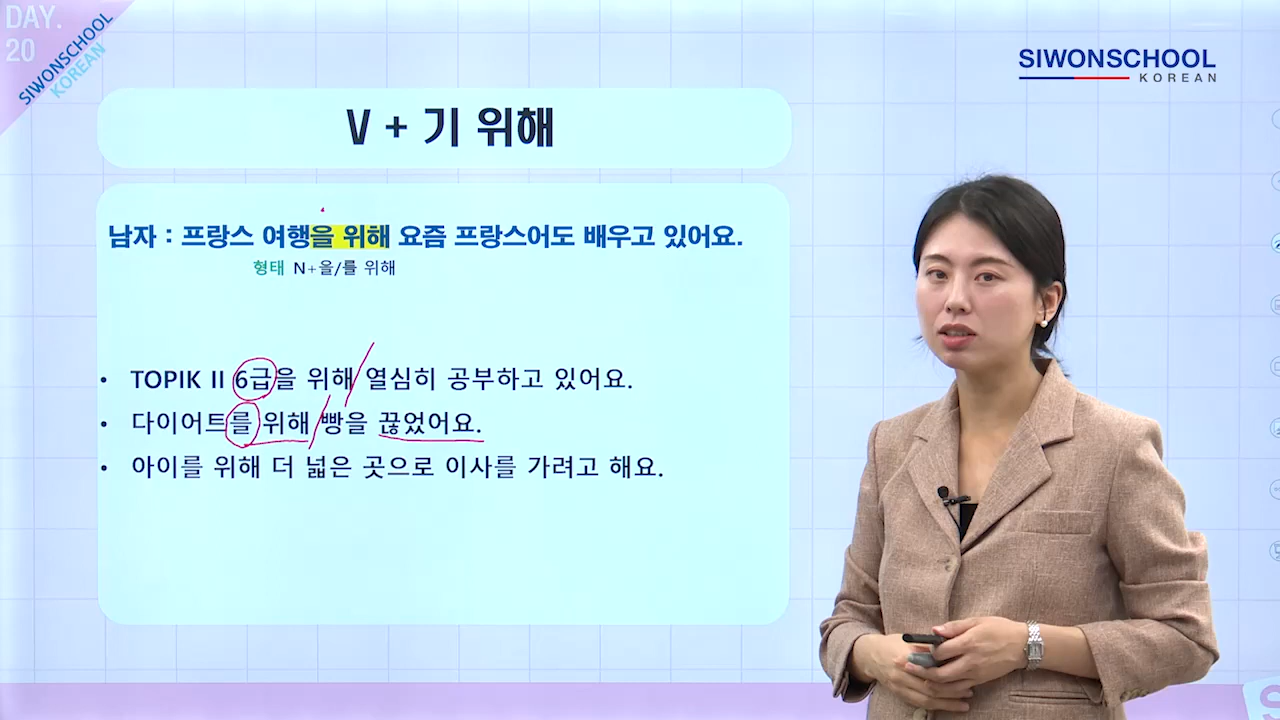 DAY.
20
SIWONSCHOOL
KOREAN
SIWONSCHOOL
KOREAN
V + 기 위해
남자 : 프랑스 여행을 위해 요즘 프랑스어도 배우고 있어요.
형태 N+을/를 위해
• TOPIK II 6급을 위해 열심히 공부하고 있어요.
• 다이어트를 위해 빵을 끊었어요.
• 아이를 위해 더 넓은 곳으로 이사를 가려고 해요.